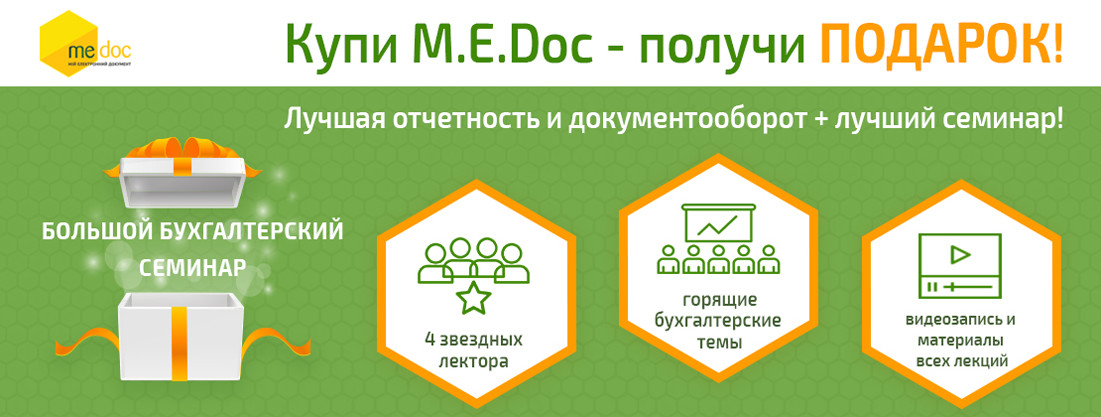 me doc
МІЙ ЕЛЕКТРОННИЙ ДОКУМЕНТ
Купи M.E.Doc - получи ПОДАРОК!
Лучшая отчетность и документооборот + лучший семинар!
БОЛЬШОЙ БУХГАЛТЕРСКИЙ
СЕМИНАР
4 звездных
лектора
горящие
бухгалтерские
темы
видеозапись и
материалы
всех лекций